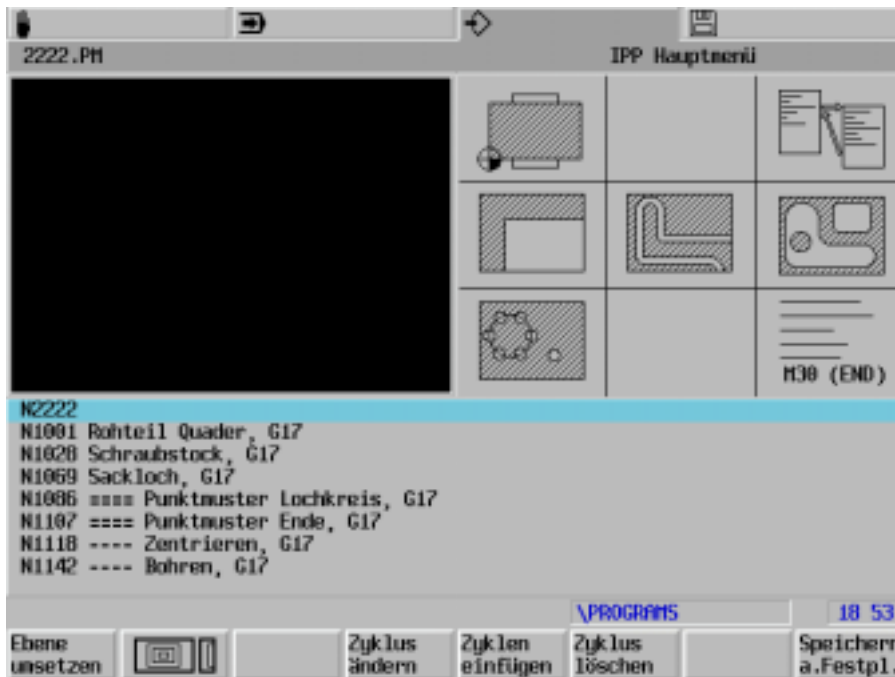 2222.PM
IPP Hauptmenü
M30 (END)
N2222
N1001 Rohteil Quader, G17
N1028 Schraubstock, G17
N1069 Sackloch, G17
N1086 ==== Punktmuster Lochkreis, G17
N1107 ==== Punktmuster Ende, G17
N1118 ---- Zentrieren, G17
N1142 ---- Bohren, G17
\PROGRAMS
18 53
Ebene
umsetzen
Zyklus
ändern
Zyklen
einfügen
Zyklus
löschen
Speichern
a.Festpl.